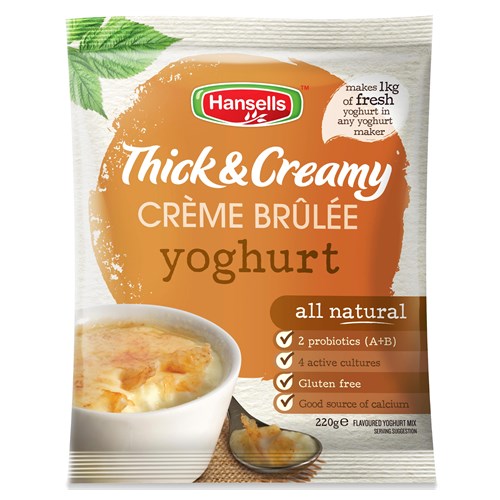 Hansells
TM
makes 1kg
of fresh
yoghurt in
any yoghurt
maker
Thick & Creamy
CRÈME BRÛLÉE
yoghurt
all natural
2 probiotics (A+B)
4 active cultures
Gluten free
Good source of calcium
220g℮ FLAVOURED YOGHURT MIX
SERVING SUGGESTION